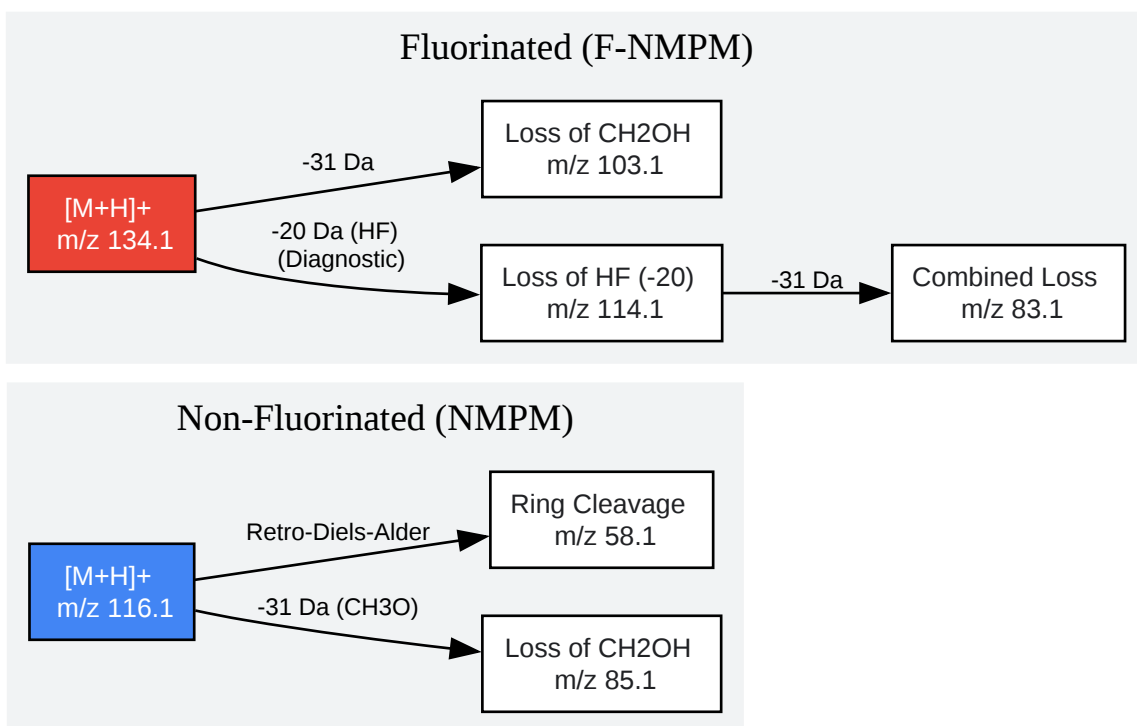 Fluorinated (F-NMPM)
[M+H]+
m/z 134.1
-31 Da
Loss of CH2OH
m/z 103.1
-20 Da (HF)
(Diagnostic)
Loss of HF (-20)
m/z 114.1
-31 Da
Combined Loss
m/z 83.1
Non-Fluorinated (NMPM)
[M+H]+
m/z 116.1
Retro-Diels-Alder
Ring Cleavage
m/z 58.1
-31 Da (CH3O)
Loss of CH2OH
m/z 85.1